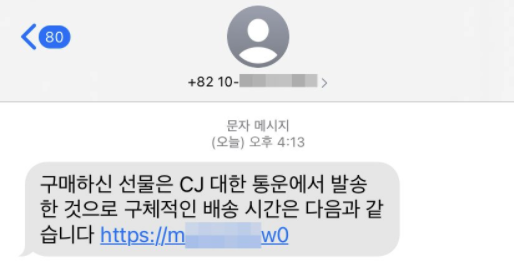 80
+82 10-
문자 메시지
(오늘) 오후 4:13
구매하신 선물은 CJ 대한 통운에서 발송
한 것으로 구체적인 배송 시간은 다음과 같
습니다 https://m w0